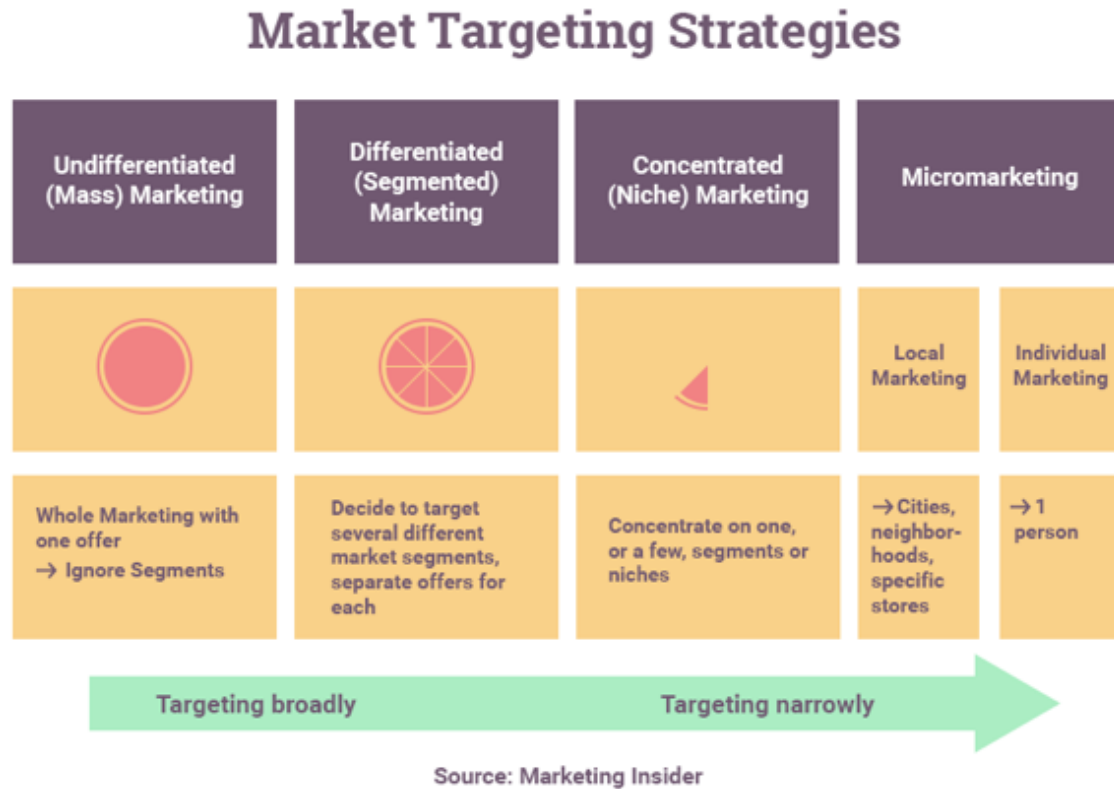 Market Targeting Strategies
Undifferentiated
(Mass) Marketing
Differentiated
(Segmented)
Marketing
Concentrated
(Niche) Marketing
Micromarketing
Local
Marketing
Individual
Marketing
Whole Marketing with
one offer
→ Ignore Segments
Decide to target
several different
market segments,
separate offers for
each
Concentrate on one,
or a few, segments or
niches
→ Cities,
neighbor-
hoods,
specific
stores
→ 1
person
Targeting broadly
Targeting narrowly
Source: Marketing Insider